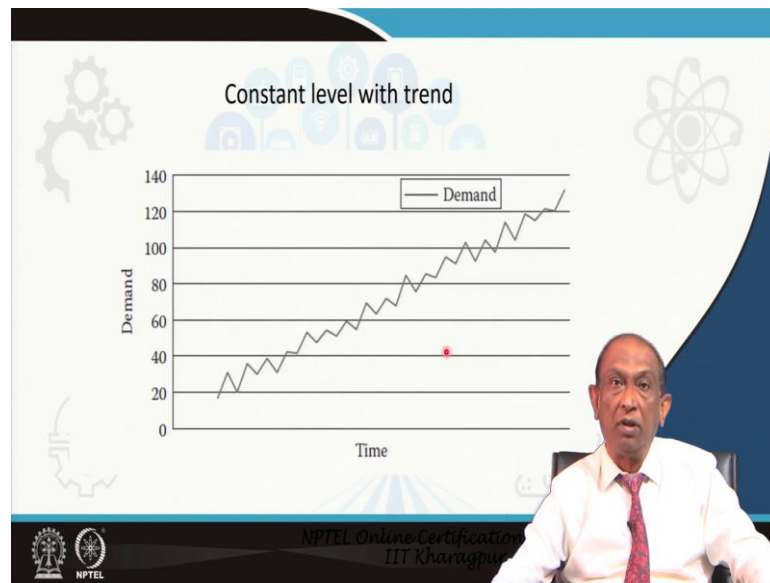 Constant level with trend
140
120
100
80
60
40
20
0
Demand
Demand
Time
NPTEL Online Certification
IIT Kharagpur
NPTEL